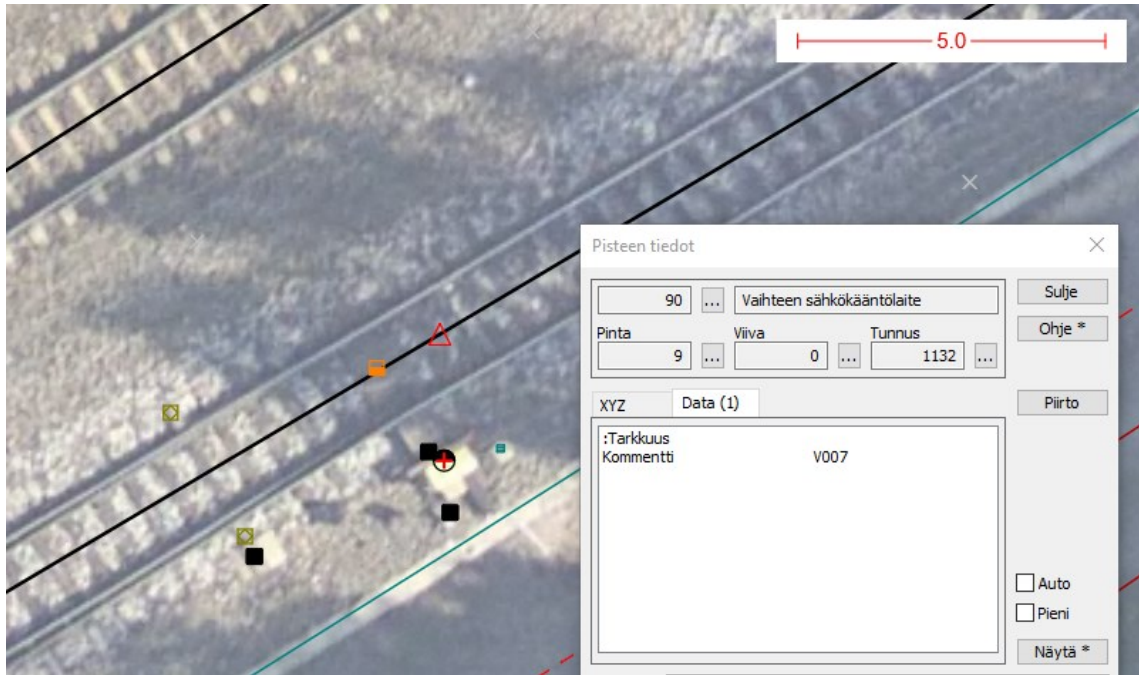 5.0
Pisteen tiedot
90 ... Vaihteen sähkökääntölaite
Sulje
Pinta Viiva Tunnus
Ohje *
9 ... 0 ... 1132 ...
XYZ Data (1)
Piirto
:Tarkkuus
Kommentti V007
Auto
Pieni
Näytä *